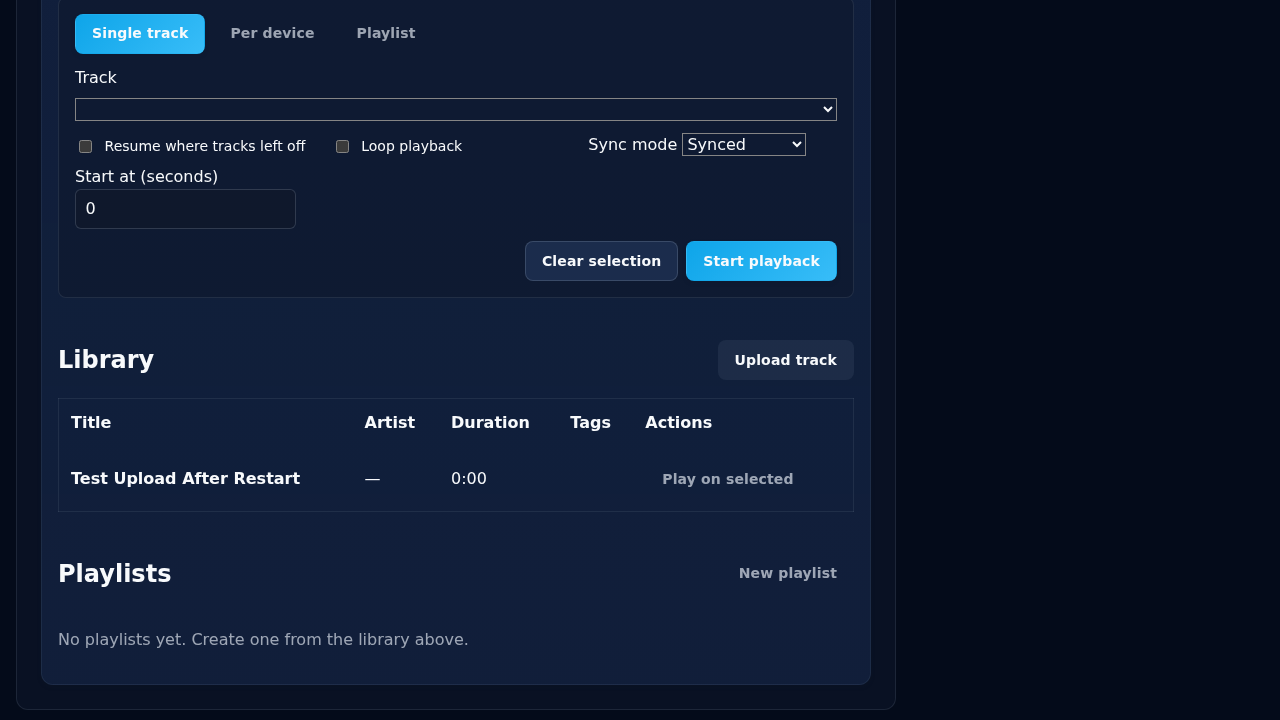 Single track Per device Playlist
Track
Resume where tracks left off Loop playback Sync mode Synced
Start at (seconds)
0
Clear selection Start playback
Library Upload track
Title Artist Duration Tags Actions
Test Upload After Restart — 0:00 Play on selected
Playlists New playlist
No playlists yet. Create one from the library above.